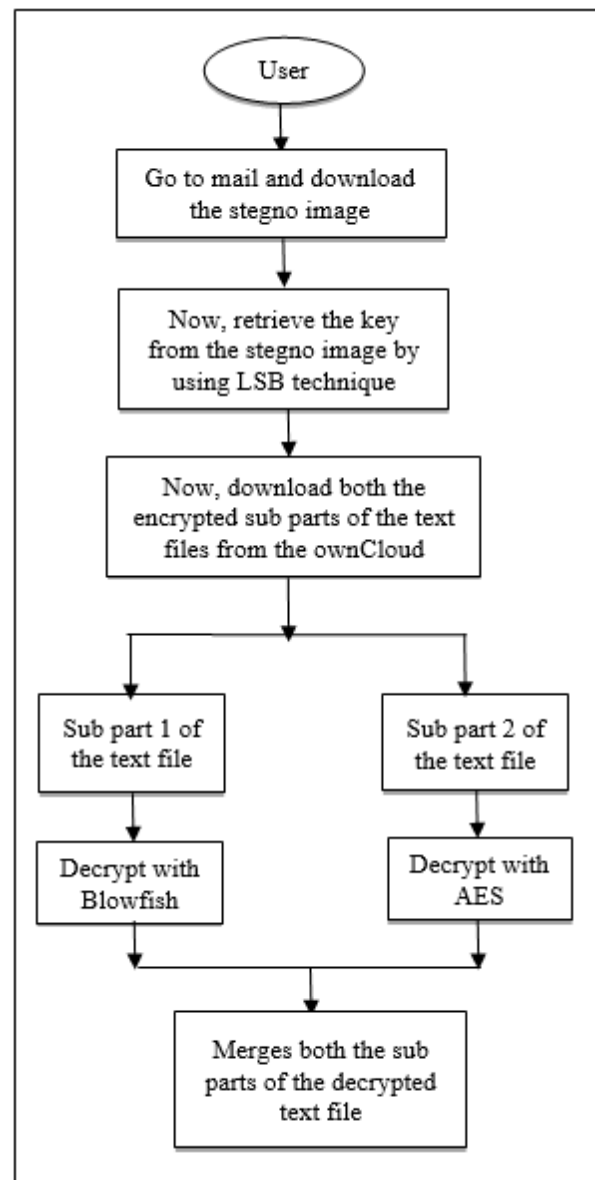 User
Go to mail and download
the stegno image
Now, retrieve the key
from the stegno image by
using LSB technique
Now, download both the
encrypted sub parts of the text
files from the ownCloud
Sub part 1 of
the text file
Sub part 2 of
the text file
Decrypt with
Blowfish
Decrypt with
AES
Merges both the sub
parts of the decrypted
text file